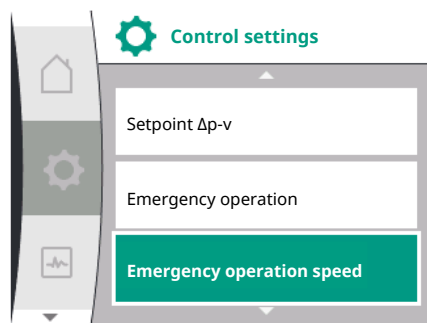 Control settings
Setpoint Δp-v
Emergency operation
Emergency operation speed